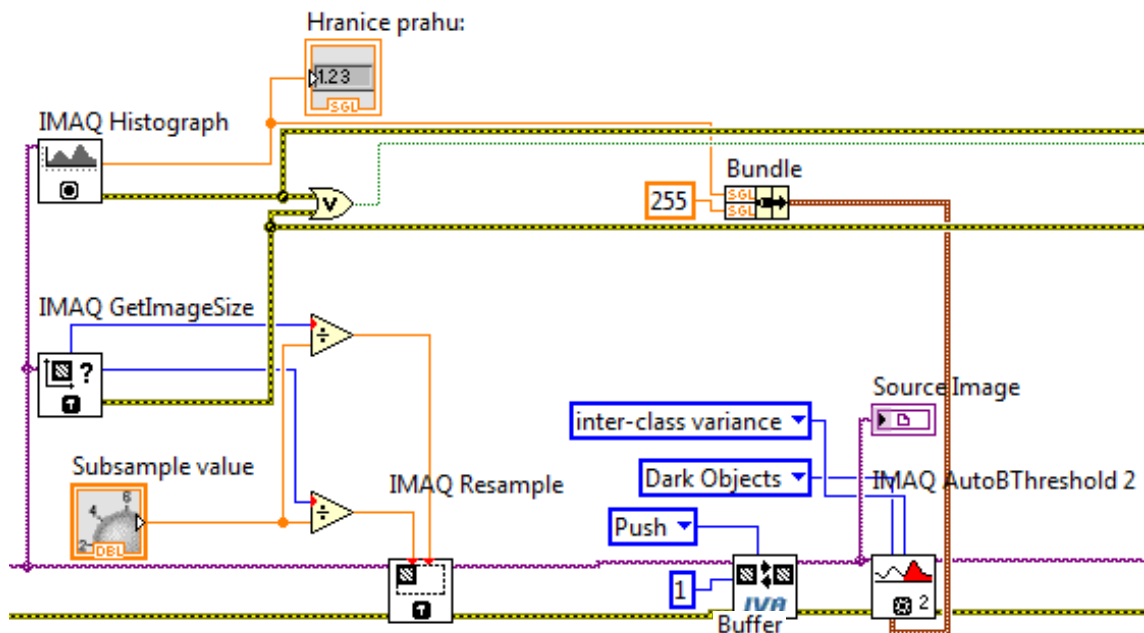 Hranice prahu:
1.23
SGL
IMAQ Histograph
V
Bundle
255
SGL
SGL
IMAQ GetImageSize
÷
?
Source Image
inter-class variance
Subsample value
IMAQ Resample
Dark Objects
IMAQ AutoBThreshold 2
2
4
6
DBL
÷
Push
1
IVA
Buffer
2